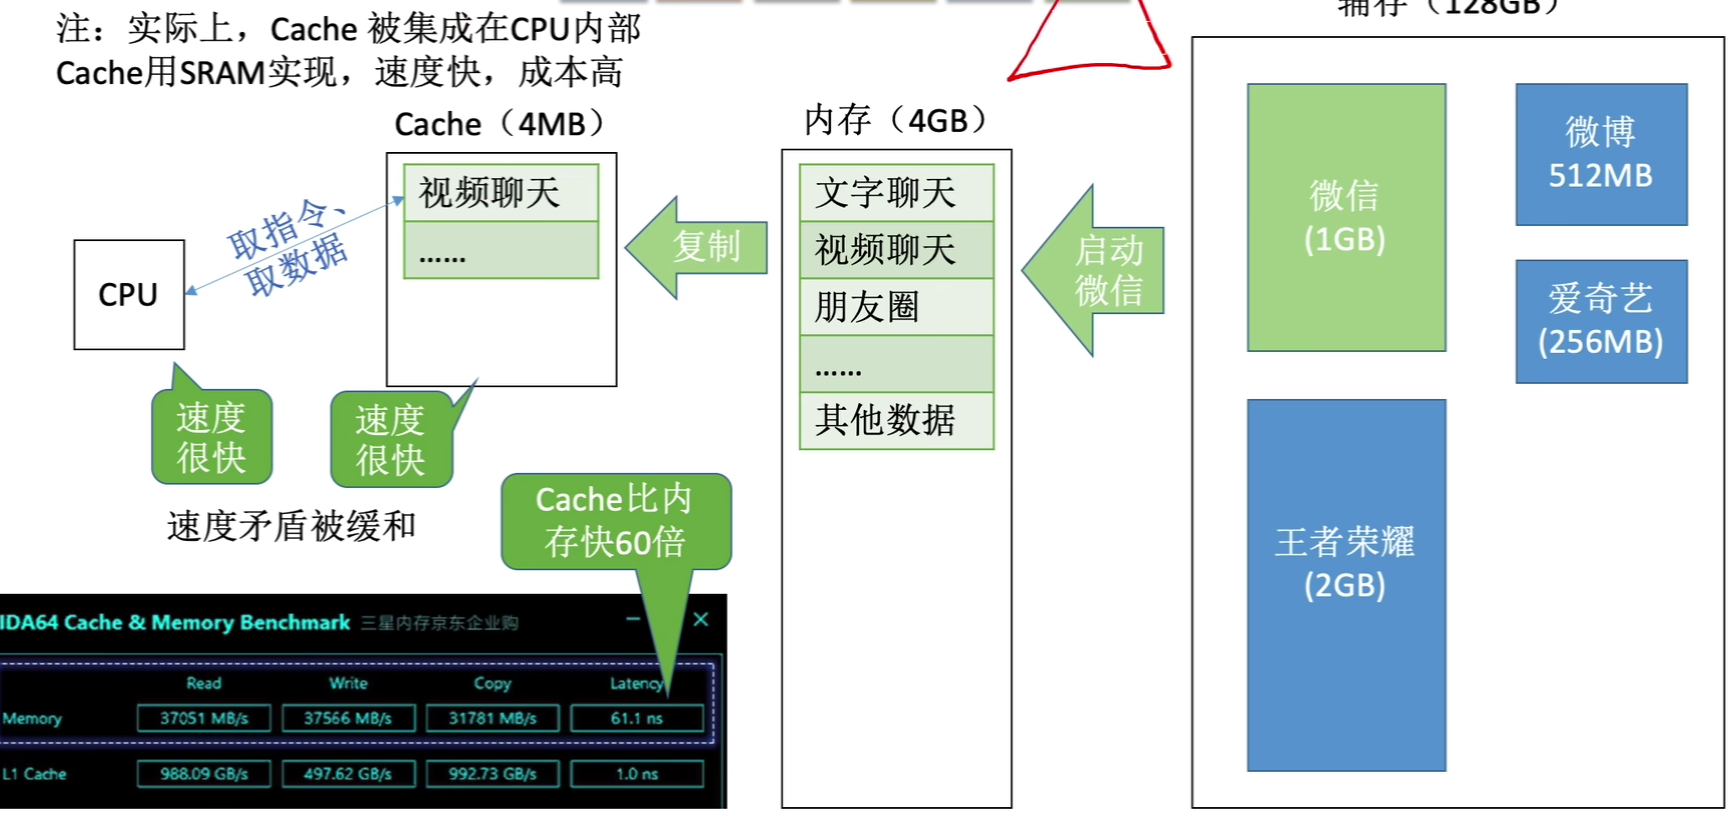 注：实际上，Cache 被集成在CPU内部
Cache用SRAM实现，速度快，成本高
辅存（128GB）
Cache（4MB）
内存（4GB）
视频聊天
……
取指令、
取数据
CPU
复制
文字聊天
视频聊天
朋友圈
……
其他数据
启动
微信
微信
(1GB)
微博
512MB
爱奇艺
(256MB)
王者荣耀
(2GB)
速度
很快
速度
很快
速度矛盾被缓和
Cache比内
存快60倍
IDA64 Cache & Memory Benchmark 三星内存京东企业购
Read Write Copy Latency
Memory 37051 MB/s 37566 MB/s 31781 MB/s 61.1 ns
L1 Cache 988.09 GB/s 497.62 GB/s 992.73 GB/s 1.0 ns